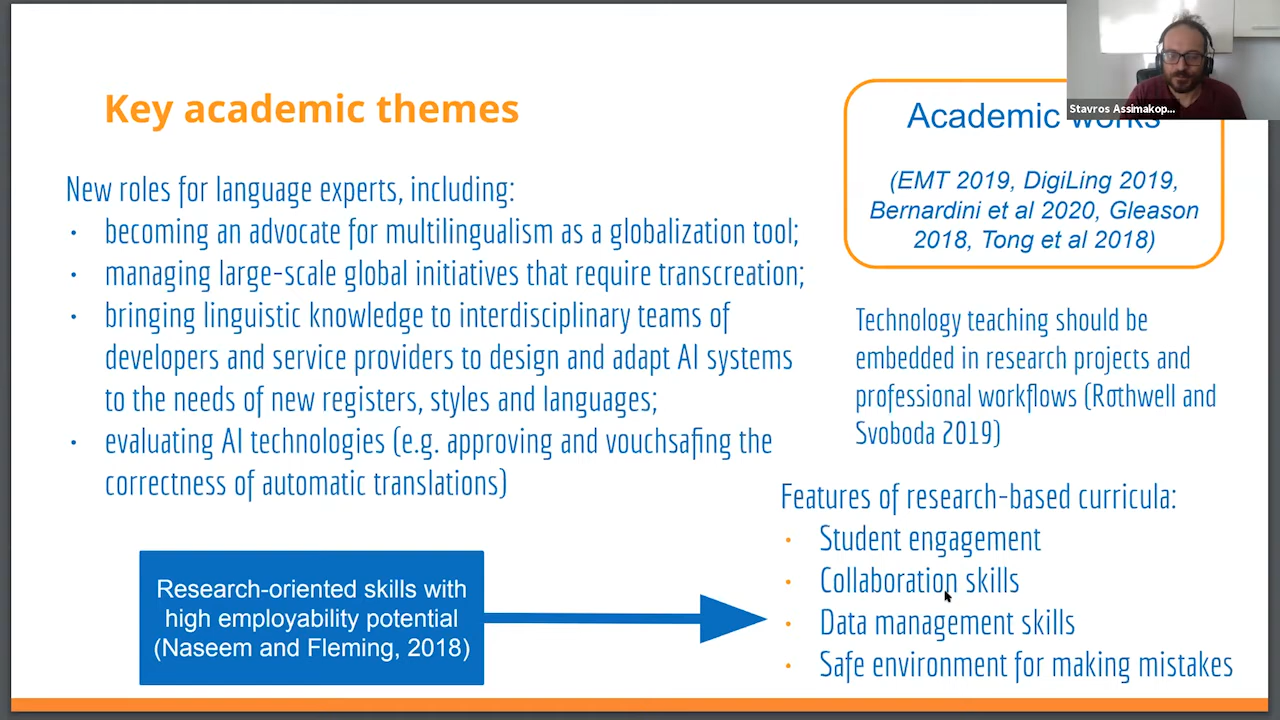 Key academic themes
New roles for language experts, including:
· becoming an advocate for multilingualism as a globalization tool;
· managing large-scale global initiatives that require transcreation;
· bringing linguistic knowledge to interdisciplinary teams of
developers and service providers to design and adapt AI systems
to the needs of new registers, styles and languages;
· evaluating AI technologies (e.g. approving and vouchsafing the
correctness of automatic translations)
Research-oriented skills with
high employability potential
(Naseem and Fleming, 2018)
Stavros Assimakop...
Academic works
(EMT 2019, DigiLing 2019,
Bernardini et al 2020, Gleason
2018, Tong et al 2018)
Technology teaching should be
embedded in research projects and
professional workflows (Rothwell and
Svoboda 2019)
Features of research-based curricula:
· Student engagement
· Collaboration skills
· Data management skills
· Safe environment for making mistakes